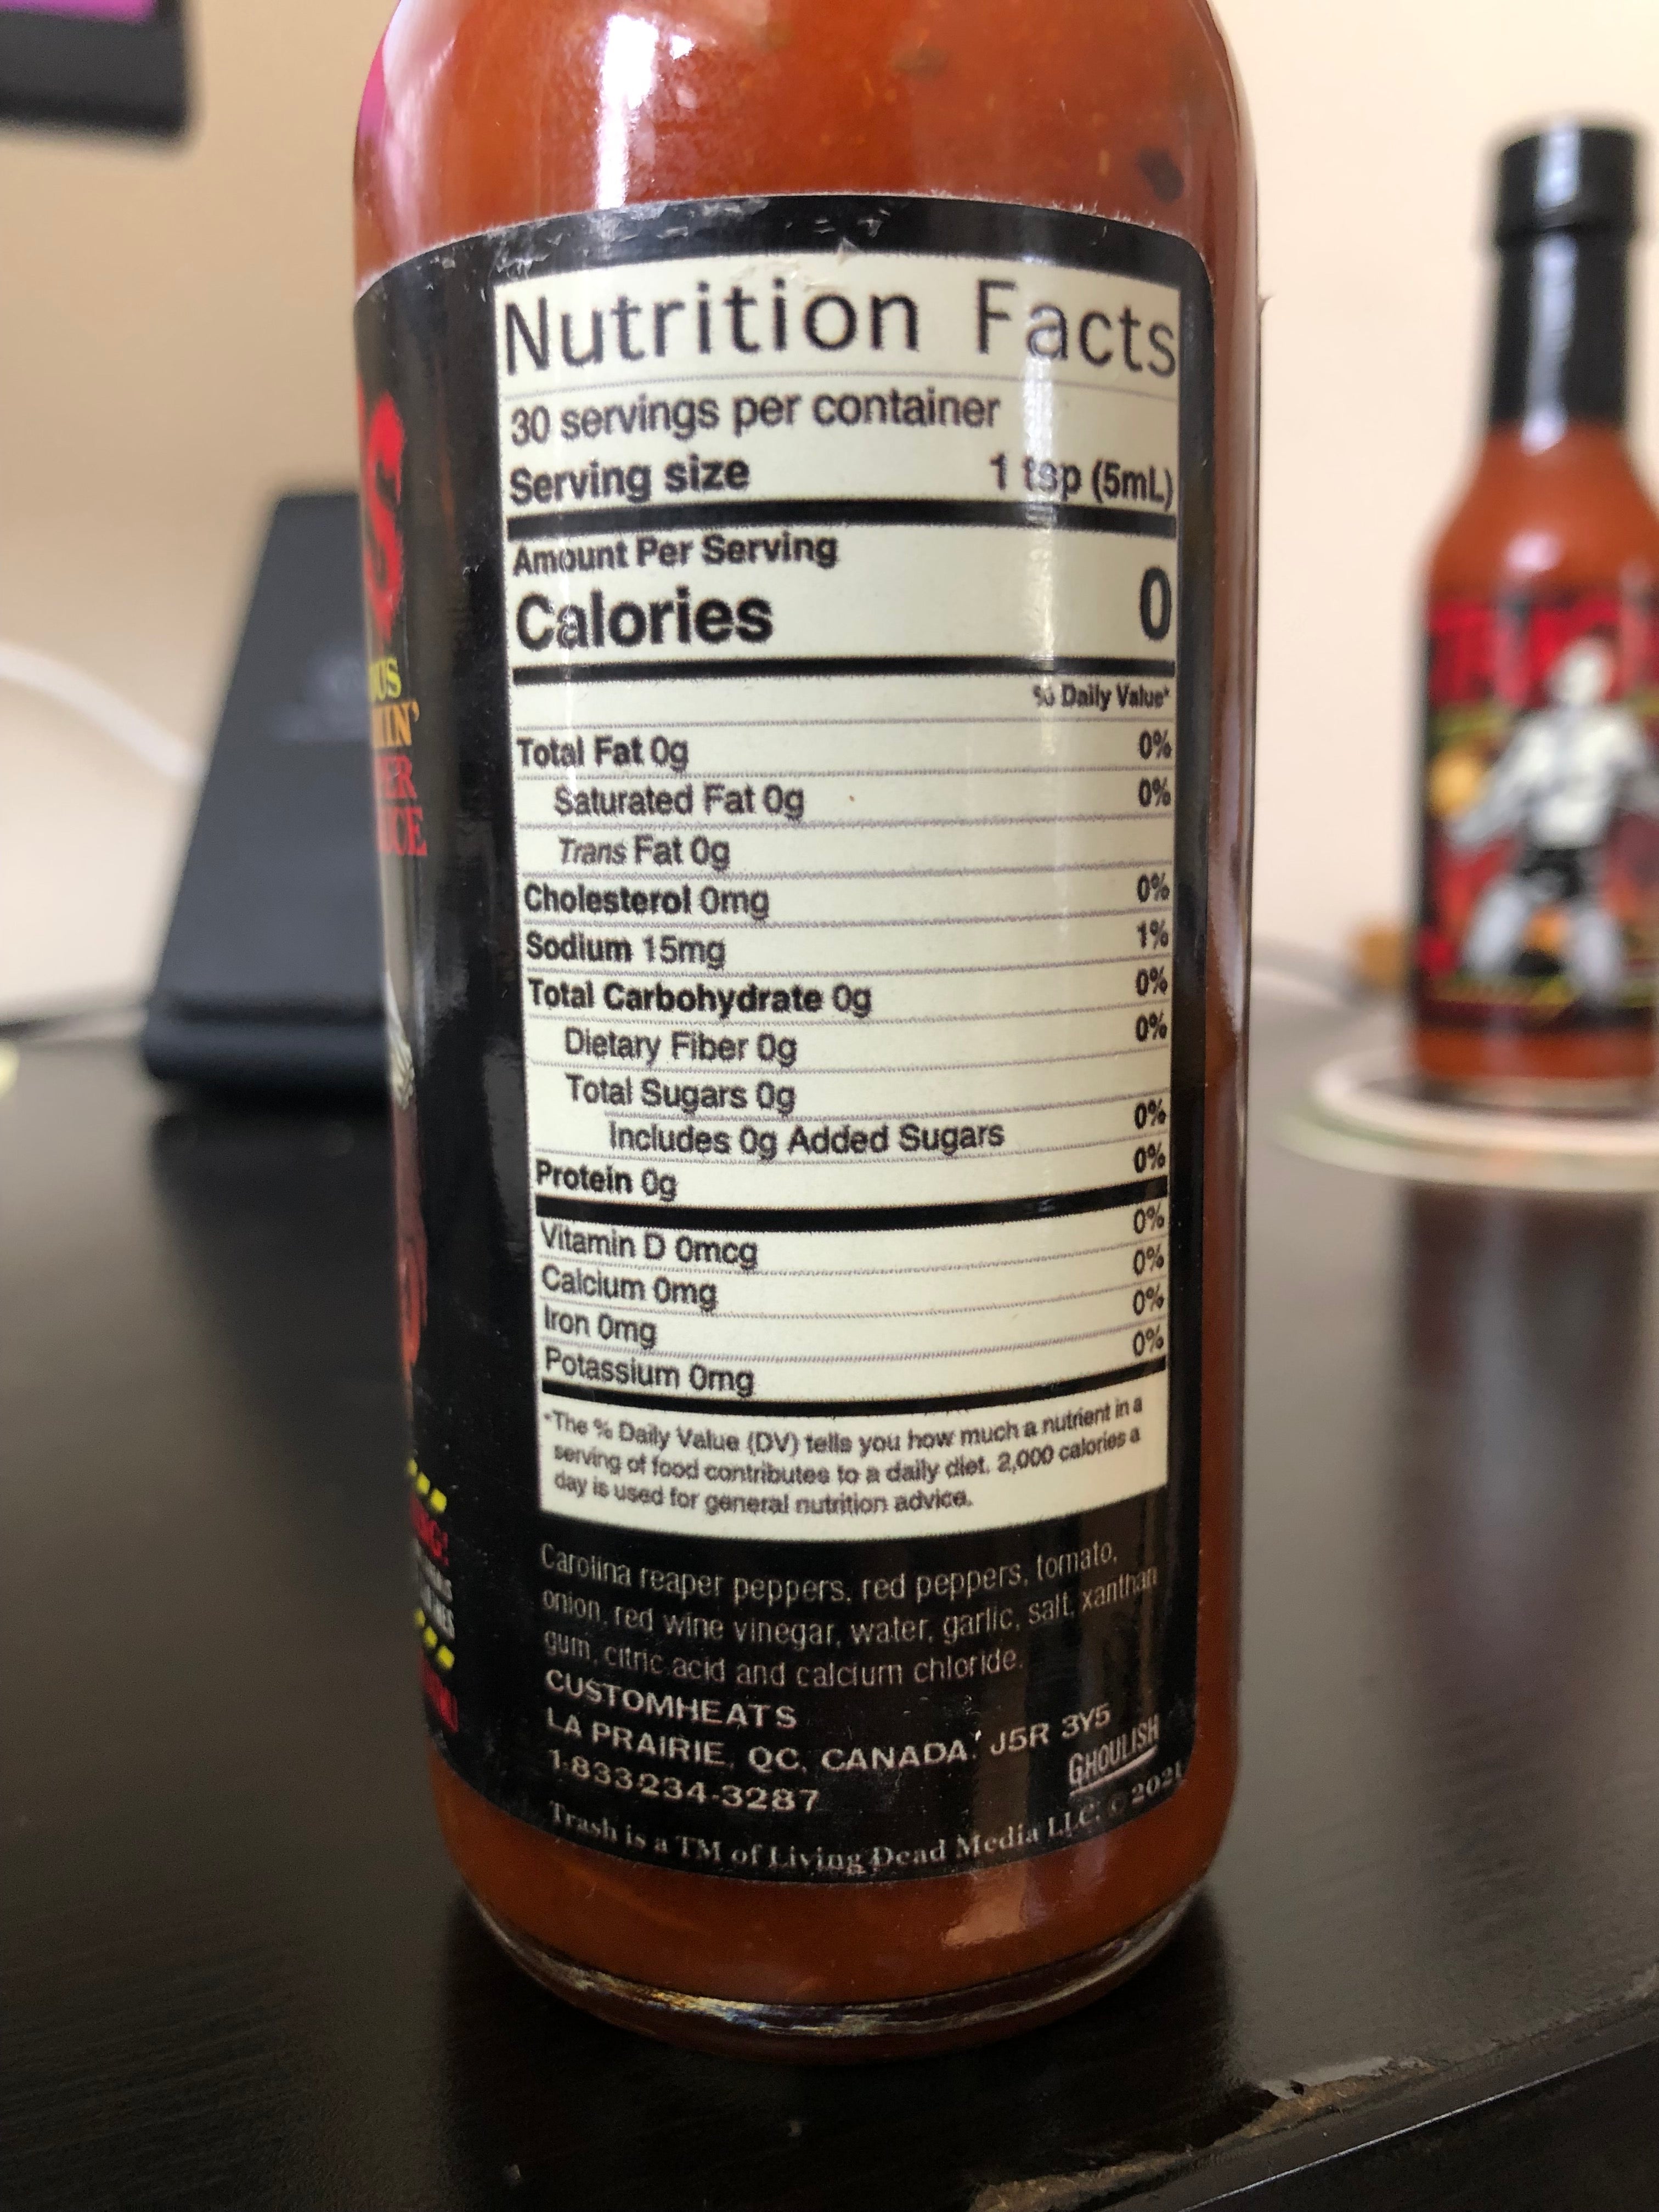 Nutrition Facts
30 servings per container
Serving size 1 tsp (5mL)
Amount Per Serving
Calories 0
% Daily Value*
Total Fat 0g 0%
Saturated Fat 0g 0%
Trans Fat 0g
Cholesterol 0mg 0%
Sodium 15mg 1%
Total Carbohydrate 0g 0%
Dietary Fiber 0g 0%
Total Sugars 0g
Includes 0g Added Sugars 0%
Protein 0g 0%
Vitamin D 0mcg 0%
Calcium 0mg 0%
Iron 0mg 0%
Potassium 0mg 0%
*The % Daily Value (DV) tells you how much a nutrient in a
serving of food contributes to a daily diet. 2,000 calories a
day is used for general nutrition advice.
Carolina reaper peppers, red peppers, tomato,
onion, red wine vinegar, water, garlic, salt, xanthan
gum, citric acid and calcium chloride.
CUSTOMHEATS
LA PRAIRIE, QC, CANADA, J5R 3Y5
1-833-234-3287
GHOULISH
Trash is a TM of Living Dead Media LLC. © 2021